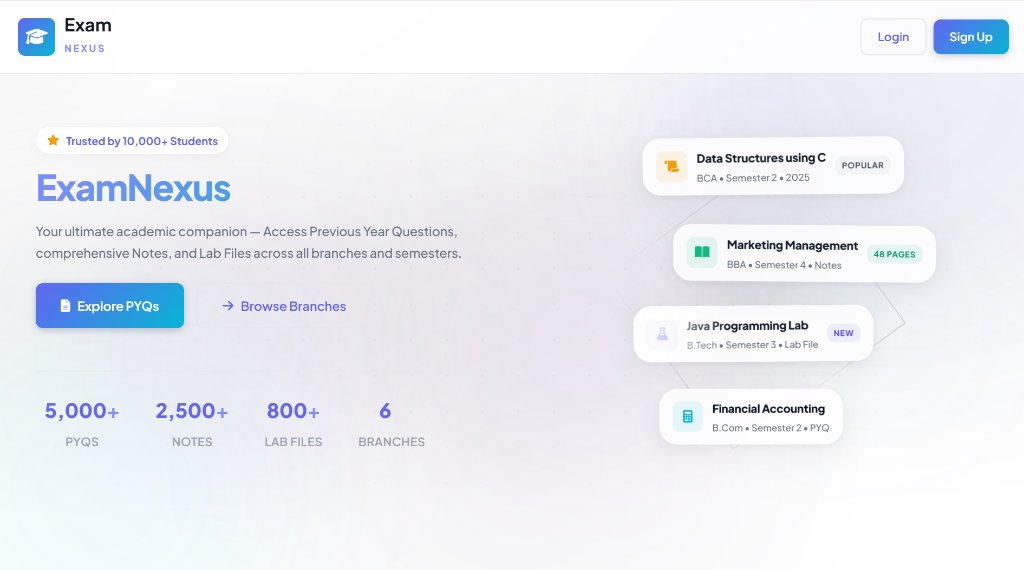 Exam
NEXUS
Login
Sign Up
Trusted by 10,000+ Students
ExamNexus
Your ultimate academic companion — Access Previous Year Questions,
comprehensive Notes, and Lab Files across all branches and semesters.
Explore PYQs
Browse Branches
5,000+
PYQS
2,500+
NOTES
800+
LAB FILES
6
BRANCHES
Data Structures using C
BCA • Semester 2 • 2025
POPULAR
Marketing Management
BBA • Semester 4 • Notes
48 PAGES
Java Programming Lab
B.Tech • Semester 3 • Lab File
NEW
Financial Accounting
B.Com • Semester 2 • PYQ